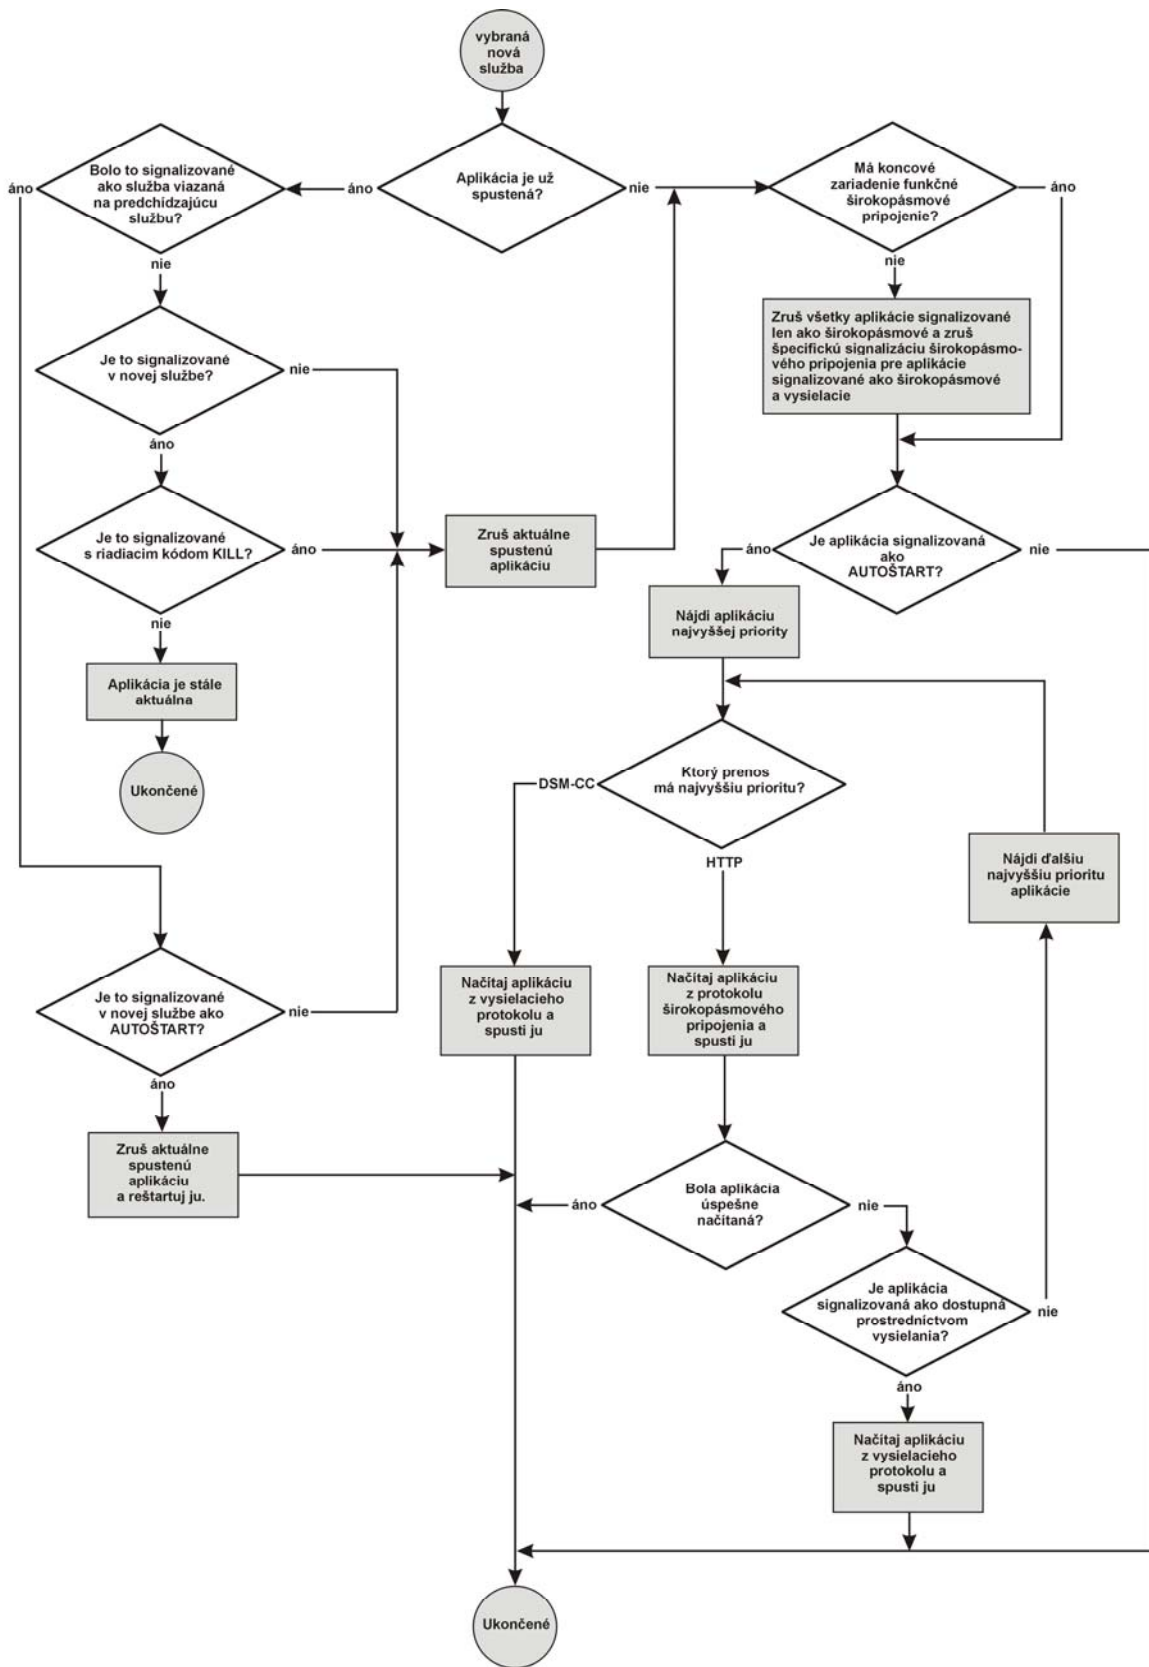 vybraná
nová
služba
Aplikácia je už
spustená?
áno
nie
Bolo to signalizované
ako služba viazaná
na predchidzajúcu
službu?
áno
nie
Má koncové
zariadenie funkčné
širokopásmové
pripojenie?
áno
nie
Zruš všetky aplikácie signalizované
len ako širokopásmové a zruš
špecifickú signalizáciu širokopásmo-
vého pripojenia pre aplikácie
signalizované ako širokopásmové
a vysielacie
Je to signalizované
v novej službe?
nie
áno
Je to signalizované
s riadiacim kódom KILL?
áno
nie
Zruš aktuálne
spustenú
aplikáciu
Je aplikácia signalizovaná
ako
AUTOŠTART?
áno
nie
Nájdi aplikáciu
najvyššej priority
Aplikácia je stále
aktuálna
Ukončené
Ktorý prenos
má najvyššiu prioritu?
DSM-CC
HTTP
Nájdi ďalšiu
najvyššiu prioritu
aplikácie
Je to signalizované
v novej službe ako
AUTOŠTART?
nie
áno
Načítaj aplikáciu
z vysielacieho
protokolu a
spusti ju
Načítaj aplikáciu
z protokolu
širokopásmového
pripojenia a
spusti ju
Zruš aktuálne
spustenú
aplikáciu
a reštartuj ju.
Bola aplikácia
úspešne
načítaná?
áno
nie
Je aplikácia
signalizovaná ako dostupná
prostredníctvom
vysielania?
nie
áno
Načítaj aplikáciu
z vysielacieho
protokolu a
spusti ju
Ukončené